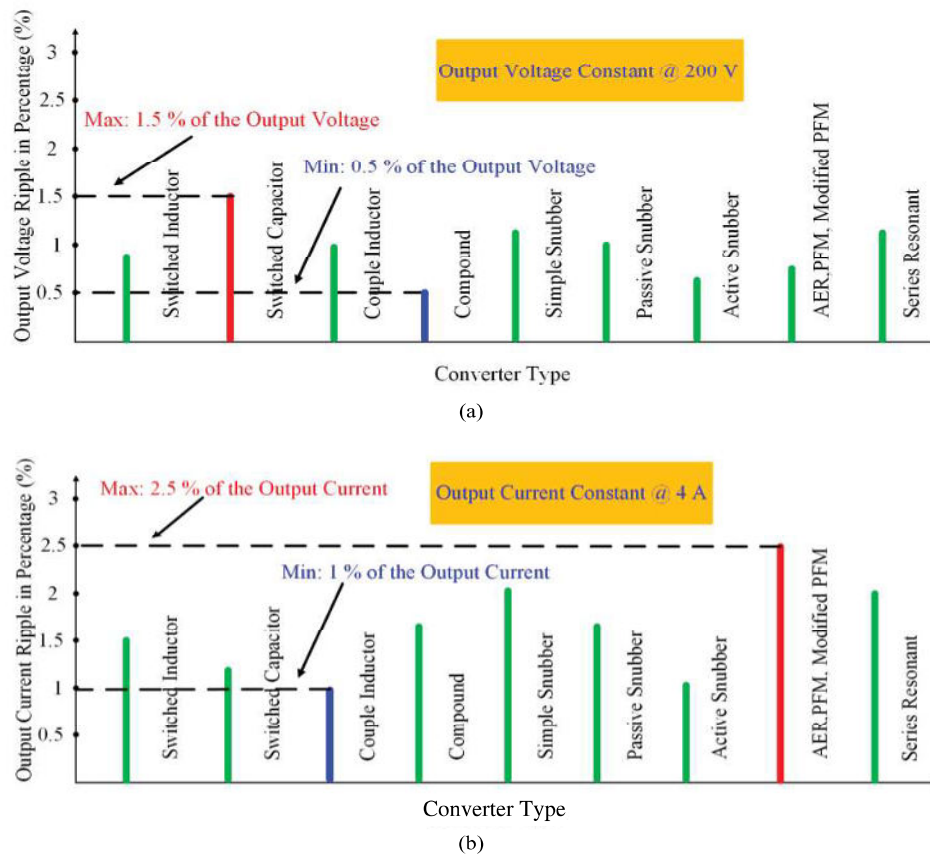 (a)
Output Voltage Ripple in Percentage (%)
3
2.5
2
1.5
1
0.5
Output Voltage Constant @ 200 V
Max: 1.5 % of the Output Voltage
Min: 0.5 % of the Output Voltage
Switched Inductor
Switched Capacitor
Couple Inductor
Compound
Simple Snubber
Passive Snubber
Active Snubber
AER,PFM, Modified PFM
Series Resonant
Converter Type
(a)
Output Current Ripple in Percentage (%)
3
2.5
2
1.5
1
0.5
Output Current Constant @ 4 A
Max: 2.5 % of the Output Current
Min: 1 % of the Output Current
Switched Inductor
Switched Capacitor
Couple Inductor
Compound
Simple Snubber
Passive Snubber
Active Snubber
AER,PFM, Modified PFM
Series Resonant
Converter Type
(b)